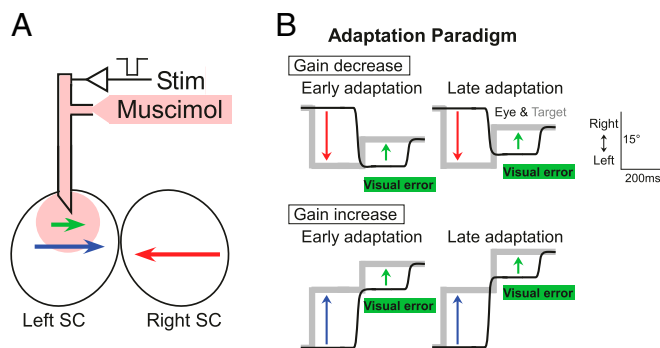 A
Stim
Muscimol
Left SC
Right SC
B
Adaptation Paradigm
Gain decrease
Early adaptation
Late adaptation
Eye & Target
Visual error
Visual error
Right
15°
Left
200ms
Gain increase
Early adaptation
Late adaptation
Visual error
Visual error